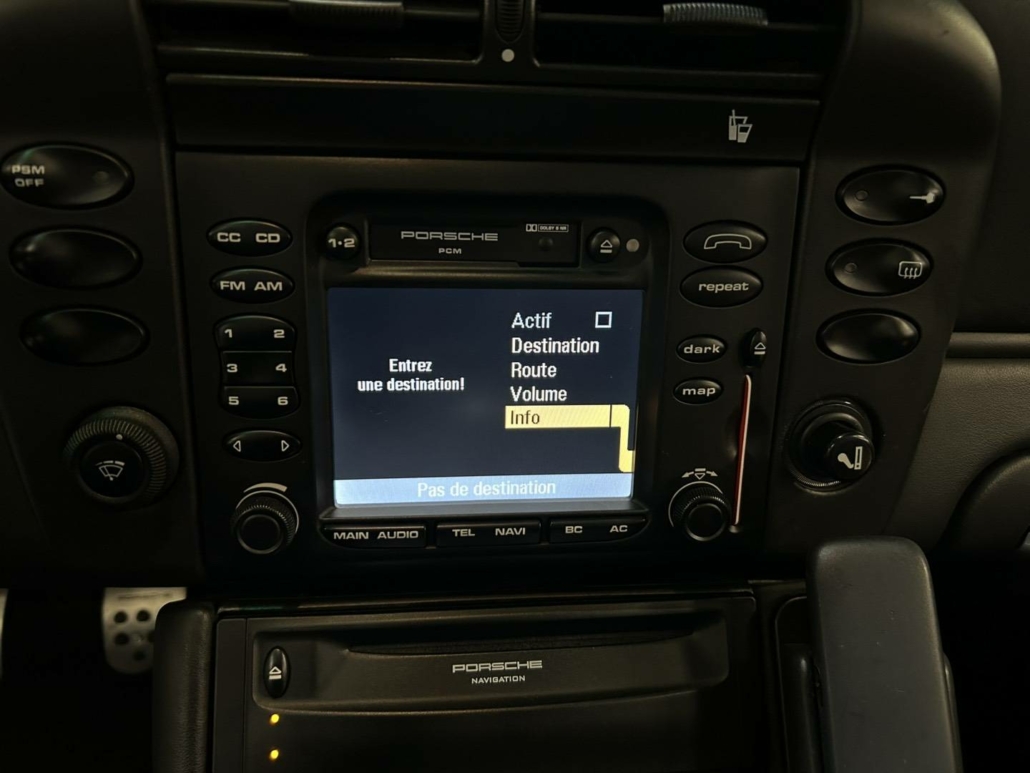 PSM
OFF
CC CD
FM AM
1 2
3 4
5 6
1•2
PORSCHE
PCM
DOLBY B NR
repeat
dark
map
Actif
Destination
Route
Volume
Info
Entrez
une destination!
Pas de destination
MAIN AUDIO
TEL NAVI
BC AC
PORSCHE
NAVIGATION